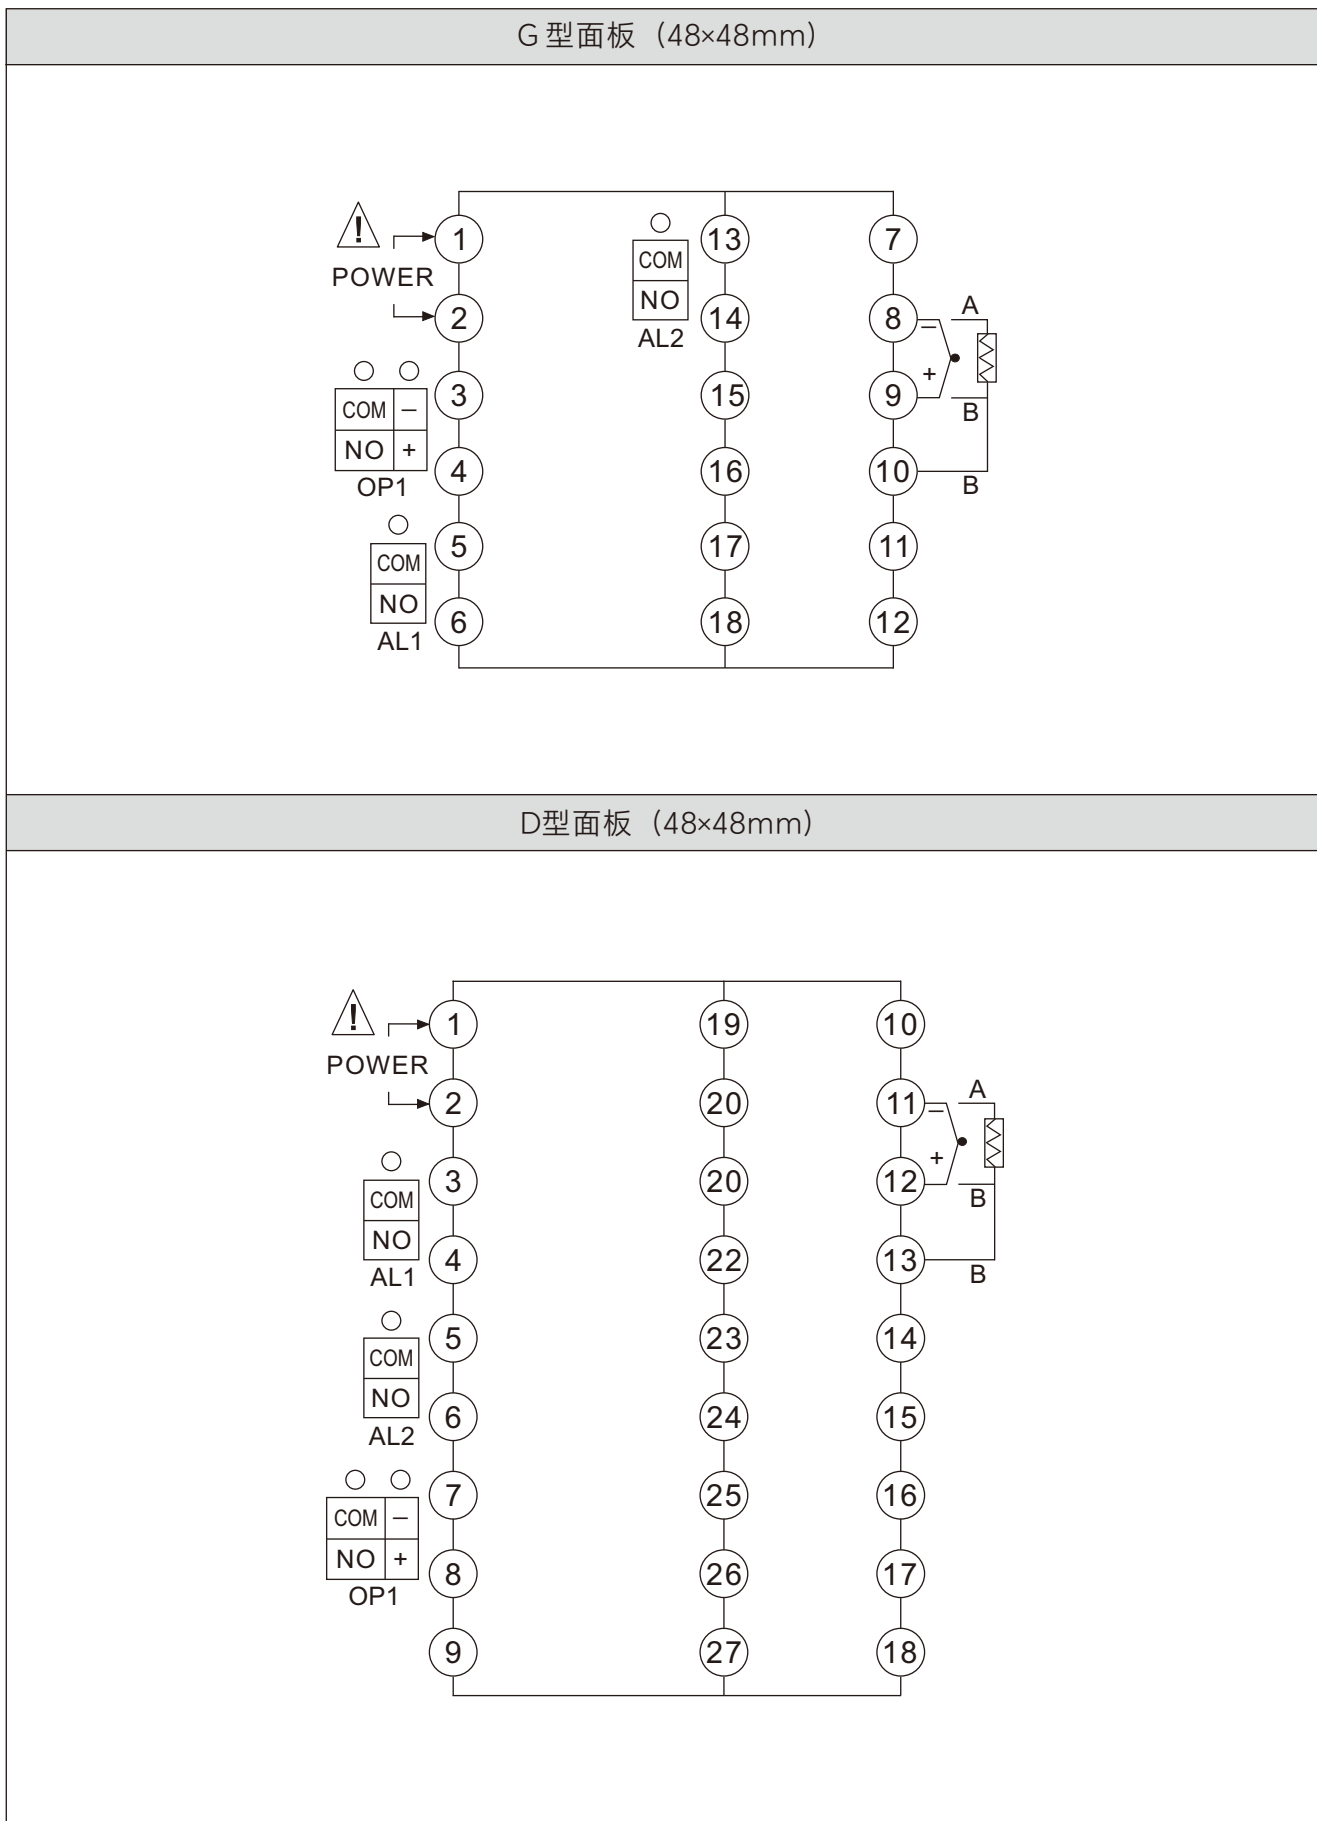 G型面板（48×48mm）
1 13 7
COM
POWER
NO
2 14 8 − A
AL2
COM − 3 15 9 + B
NO + 4 16 10 B
OP1
COM 5 17 11
NO 6 18 12
AL1
D型面板（48×48mm）
1 19 10
POWER
2 20 11 − A
COM 3 20 12 + B
NO 4 22 13 B
AL1
COM 5 23 14
NO 6 24 15
AL2
COM − 7 25 16
NO + 8 26 17
OP1
9 27 18